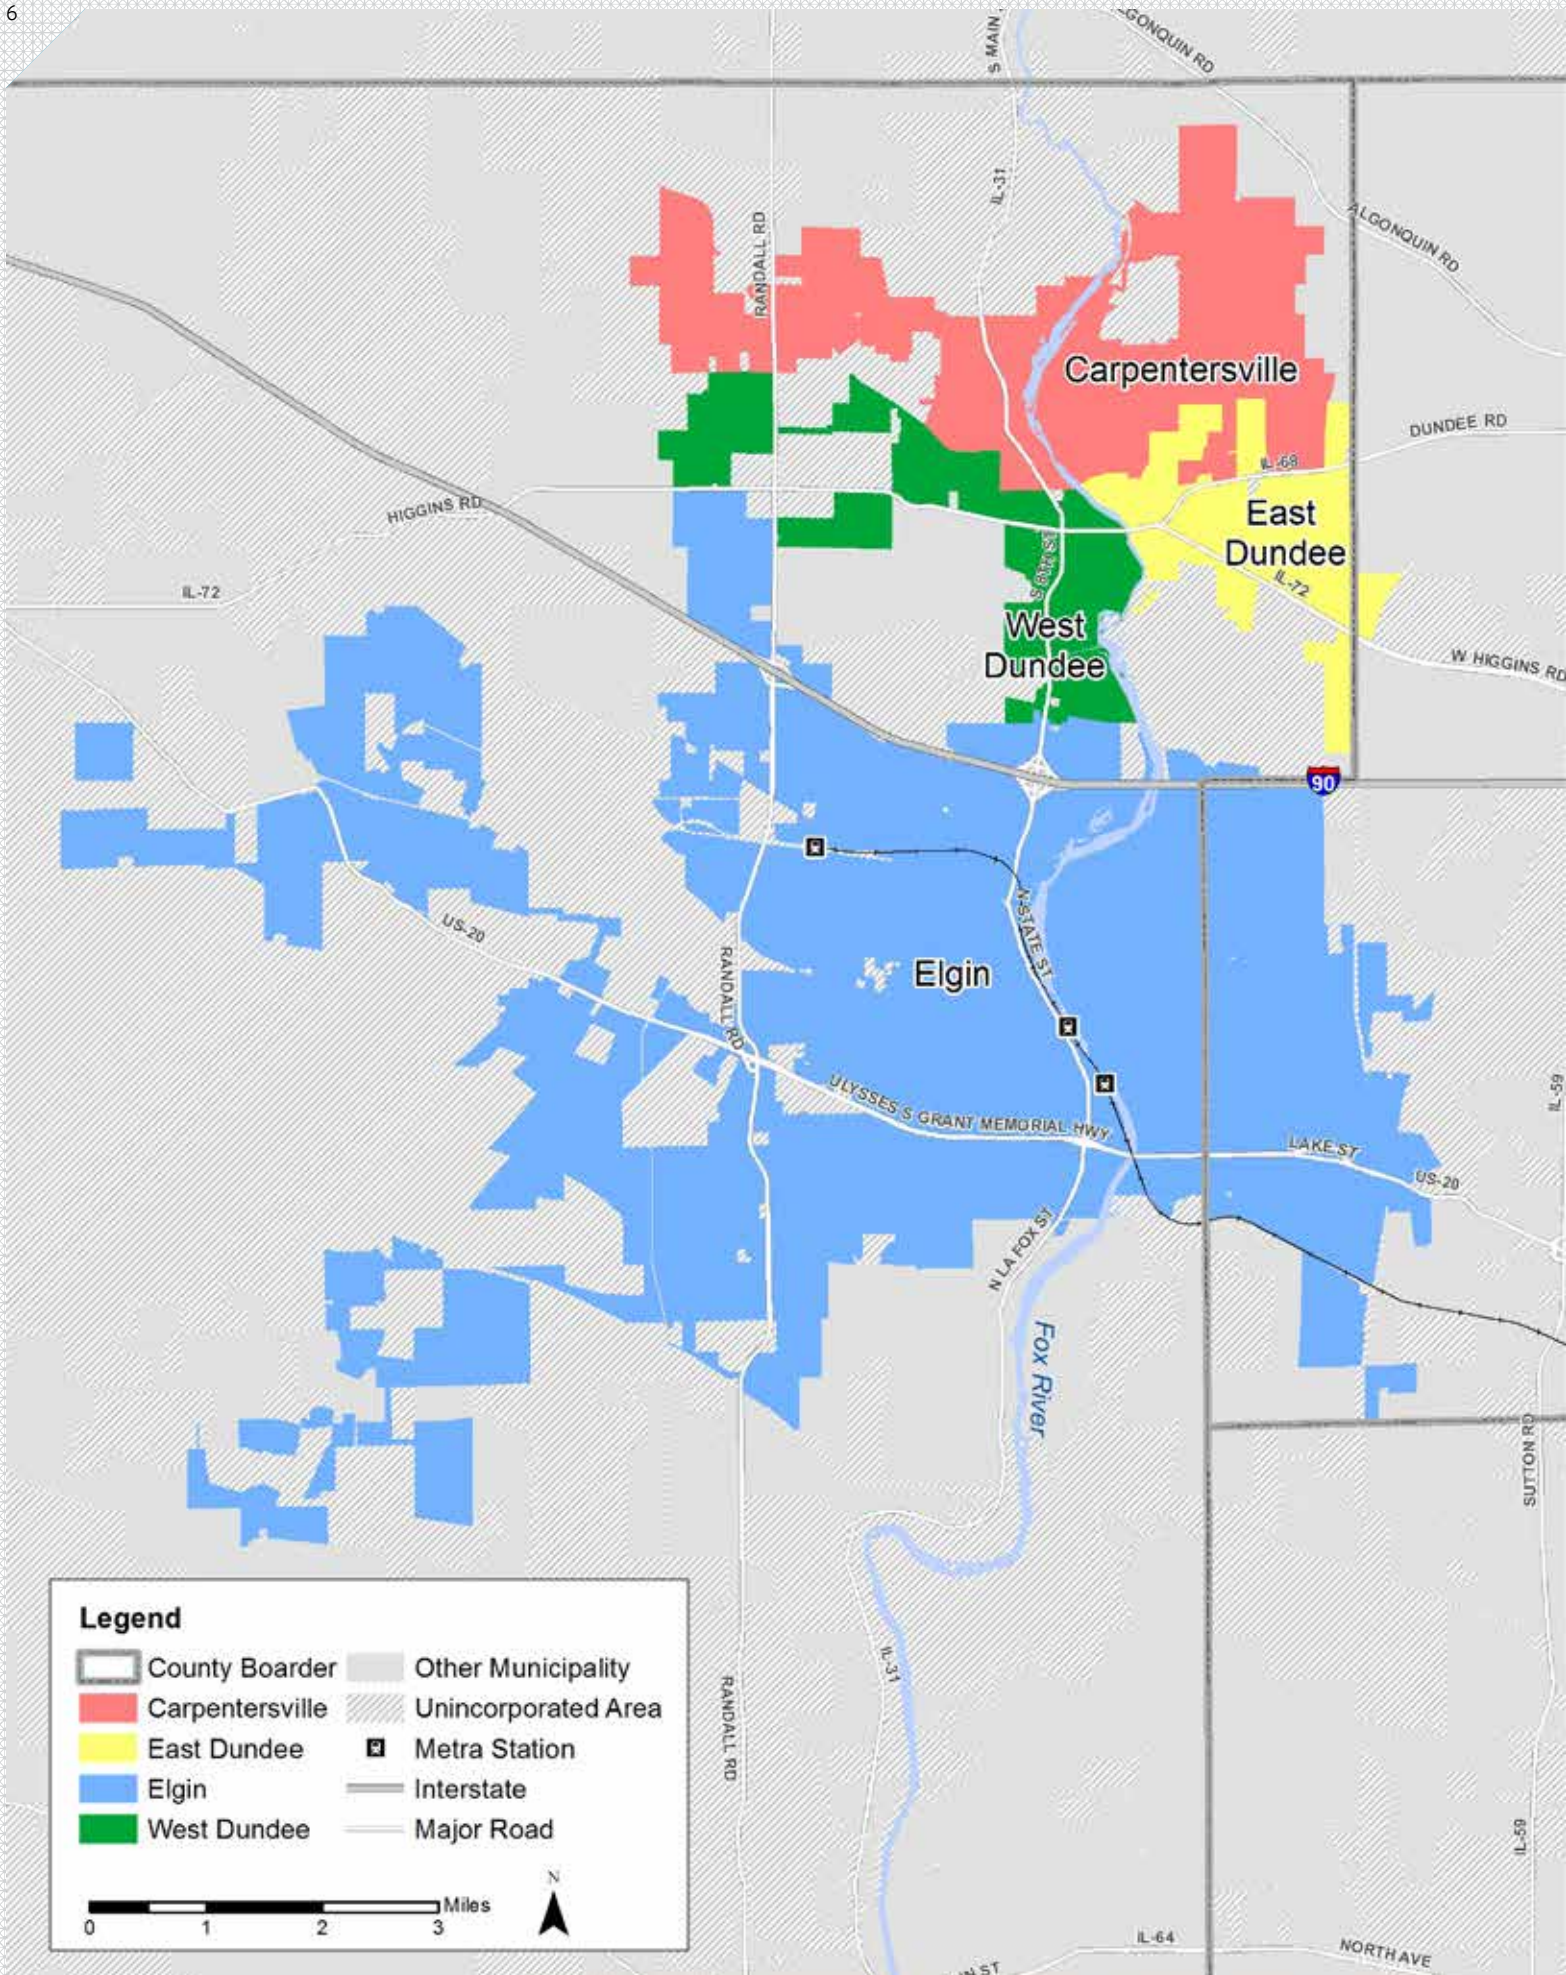 6
S MAIN
ALGONQUIN RD
IL-31
RANDALL RD
ALGONQUIN RD
Carpentersville
DUNDEE RD
IL-68
HIGGINS RD
East
Dundee
S 8TH ST
IL-72
IL-72
West
Dundee
W HIGGINS RD
90
N STATE ST
US-20
Elgin
RANDALL RD
ULYSSES S GRANT MEMORIAL HWY
IL-59
LAKE ST
US-20
N LA FOX ST
Fox River
SUTTON RD
Legend
County Boarder
Other Municipality
Carpentersville
Unincorporated Area
East Dundee
Metra Station
Elgin
Interstate
West Dundee
Major Road
N
Miles
0 1 2 3
IL-31
RANDALL RD
IL-59
IL-64
NORTH AVE